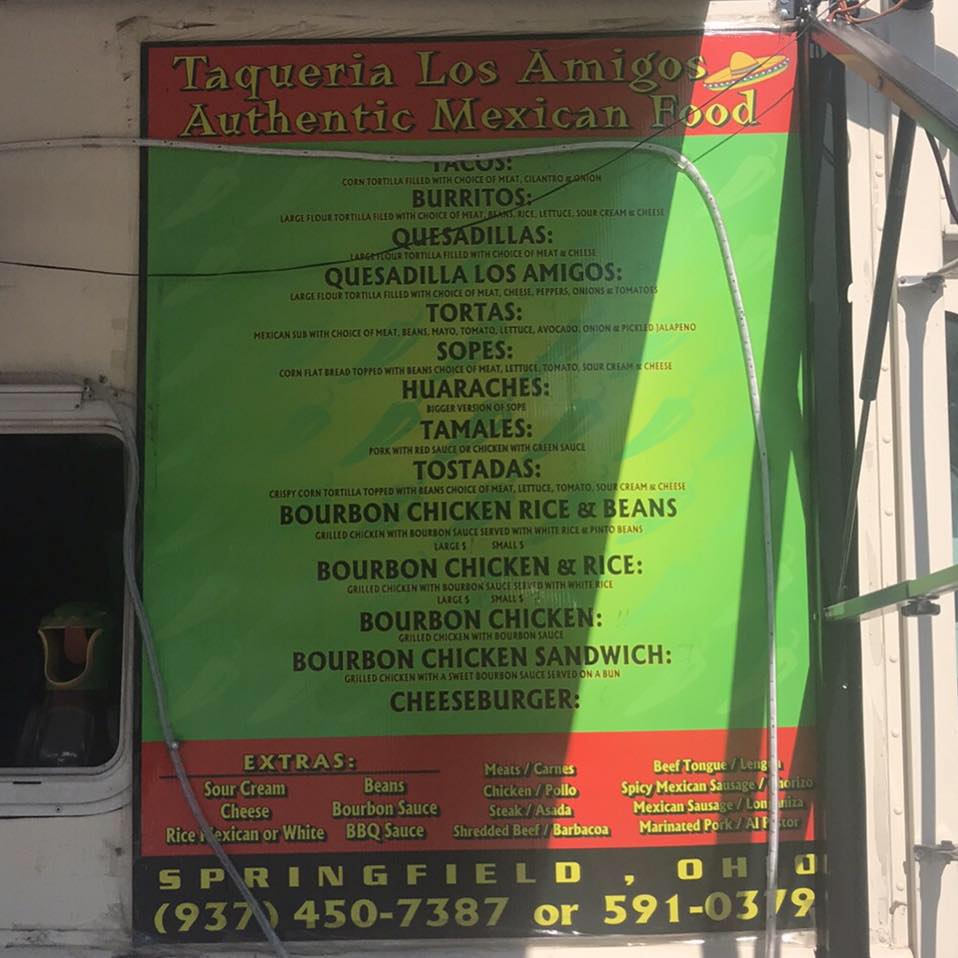 Taqueria Los Amigos
Authentic Mexican Food
TACOS:
CORN TORTILLA FILLED WITH CHOICE OF MEAT, CILANTRO & ONION
BURRITOS:
LARGE FLOUR TORTILLA FILED WITH CHOICE OF MEAT, BEANS, RICE, LETTUCE, SOUR CREAM & CHEESE
QUESADILLAS:
LARGE FLOUR TORTILLA FILLED WITH CHOICE OF MEAT & CHEESE
QUESADILLA LOS AMIGOS:
LARGE FLOUR TORTILLA FILLED WITH CHOICE OF MEAT, CHEESE, PEPPERS, ONIONS & TOMATOES
TORTAS:
MEXICAN SUB WITH CHOICE OF MEAT, BEANS, MAYO, TOMATO, LETTUCE, AVOCADO, ONION & PICKLED JALAPENO
SOPES:
CORN FLAT BREAD TOPPED WITH BEANS CHOICE OF MEAT, LETTUCE, TOMATO, SOUR CREAM & CHEESE
HUARACHES:
BIGGER VERSION OF SOPE
TAMALES:
PORK WITH RED SAUCE OR CHICKEN WITH GREEN SAUCE
TOSTADAS:
CRISPY CORN TORTILLA TOPPED WITH BEANS CHOICE OF MEAT, LETTUCE, TOMATO, SOUR CREAM & CHEESE
BOURBON CHICKEN RICE & BEANS
GRILLED CHICKEN WITH BOURBON SAUCE SERVED WITH WHITE RICE & PINTO BEANS
LARGE $ SMALL $
BOURBON CHICKEN & RICE:
GRILLED CHICKEN WITH BOURBON SAUCE SERVED WITH WHITE RICE
LARGE $ SMALL $
BOURBON CHICKEN:
GRILLED CHICKEN WITH BOURBON SAUCE
BOURBON CHICKEN SANDWICH:
GRILLED CHICKEN WITH A SWEET BOURBON SAUCE SERVED ON A BUN
CHEESEBURGER:
EXTRAS:
Sour Cream
Cheese
Rice Mexican or White
Beans
Bourbon Sauce
BBQ Sauce
Meats / Carnes
Chicken / Pollo
Steak / Asada
Shredded Beef / Barbacoa
Beef Tongue / Lengua
Spicy Mexican Sausage / Chorizo
Mexican Sausage / Longaniza
Marinated Pork / Al Pastor
SPRINGFIELD, OHIO
(937) 450-7387 or 591-0379